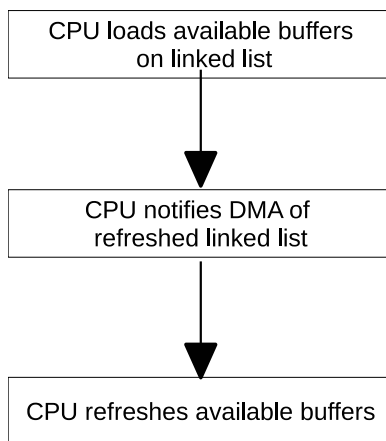 CPU loads available buffers
on linked list
CPU notifies DMA of
refreshed linked list
CPU refreshes available buffers